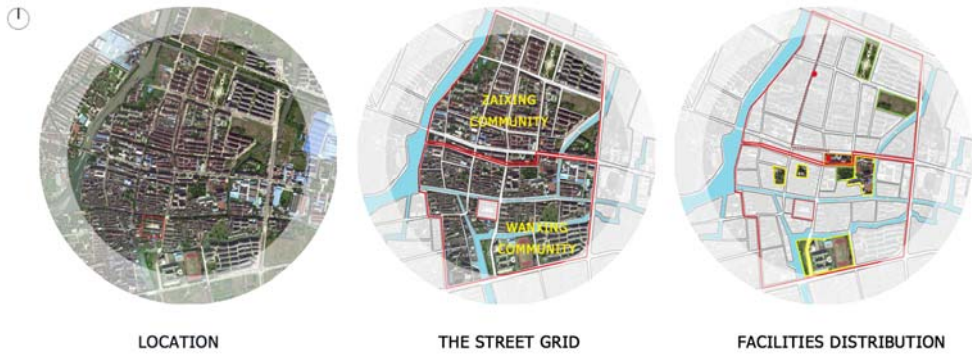 ZAIXING
COMMUNITY
WANXING
COMMUNITY
LOCATION
THE STREET GRID
FACILITIES DISTRIBUTION